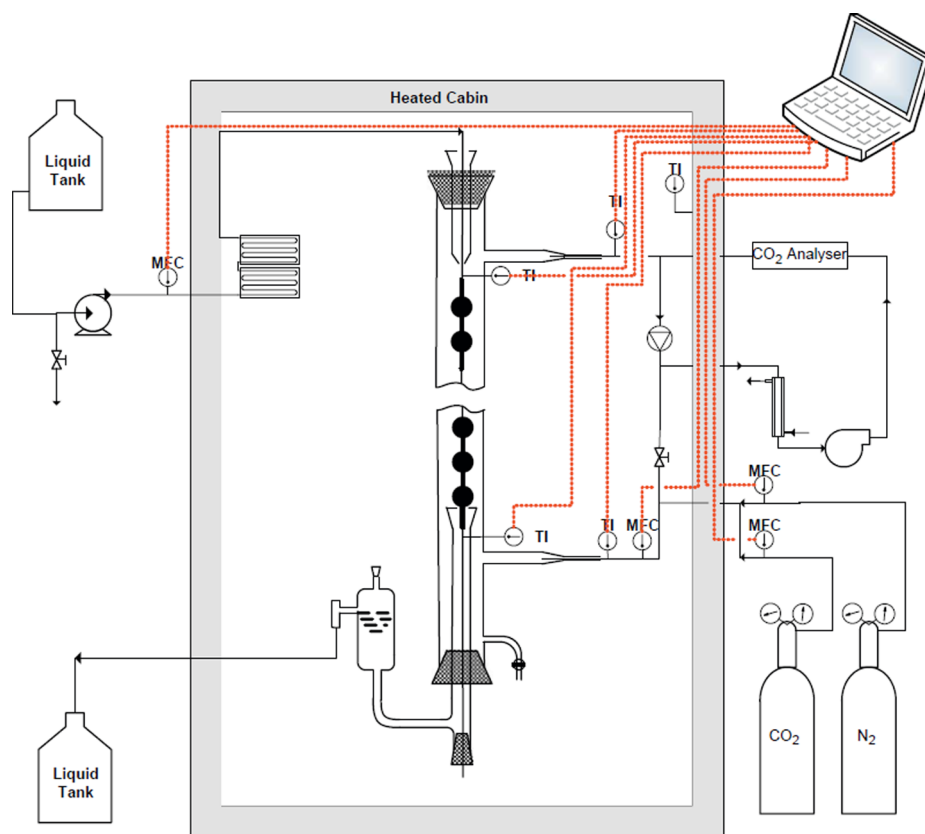 Heated Cabin
Liquid
Tank
TI
TI
MFC
CO2 Analyser
TI
MFC
TI
TI
MFC
MFC
Liquid
Tank
CO2
N2